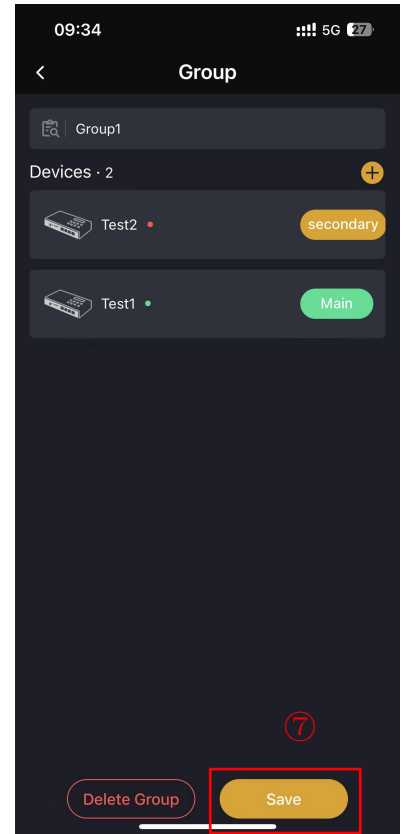 09:34 5G 27
Group
Group1
Devices · 2
Test2 secondary
Test1 Main
⑦
Delete Group Save